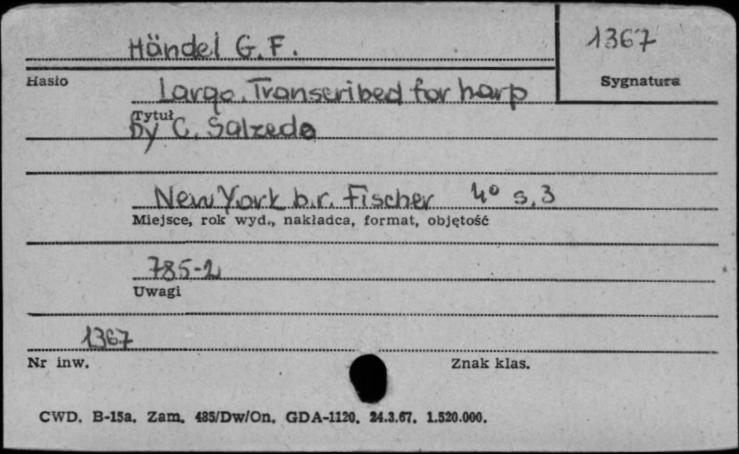 Händel G. F.
1367
Hasło
Sygnatura
Largo. Transcribed for harp
Tytuł
by C. Salzedo
New York b.r. Fischer 4° s. 3
Miejsce, rok wyd., nakładca, format, objętość
785-2
Uwagi
1367
Nr inw.
Znak klas.
CWD. B-15a. Zam. 485/Dw/On. GDA-1120. 24.3.67. 1.520.000.